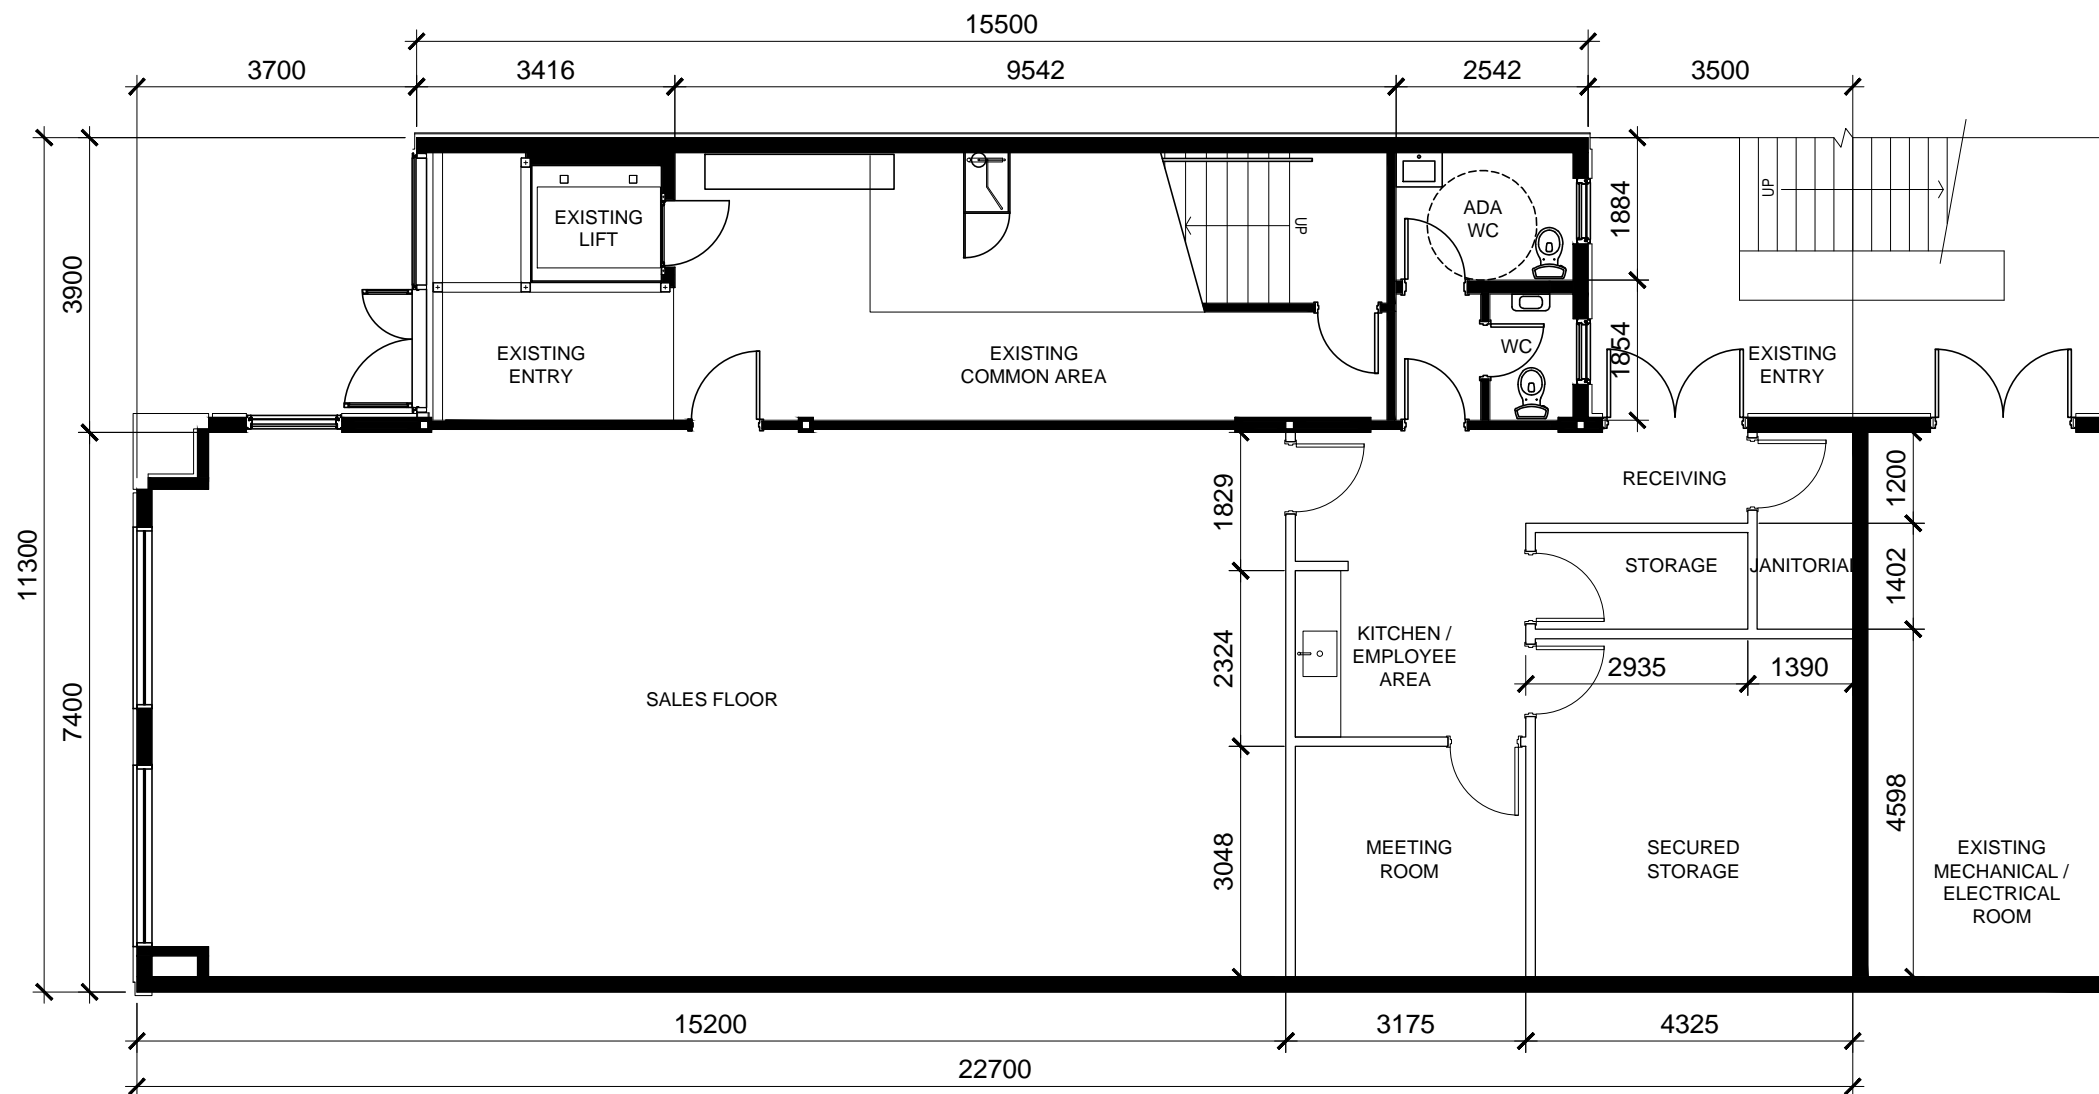 15500
3700
3416
9542
2542
3500
UP
EXISTING
LIFT
ADA
WC
1884
UP
3900
EXISTING
ENTRY
EXISTING
COMMON AREA
WC
1854
EXISTING
ENTRY
11300
7400
1829
RECEIVING
1200
STORAGE
JANITORIAL
1402
KITCHEN /
EMPLOYEE
AREA
2324
2935
1390
SALES FLOOR
3048
MEETING
ROOM
SECURED
STORAGE
4598
EXISTING
MECHANICAL /
ELECTRICAL
ROOM
15200
3175
4325
22700